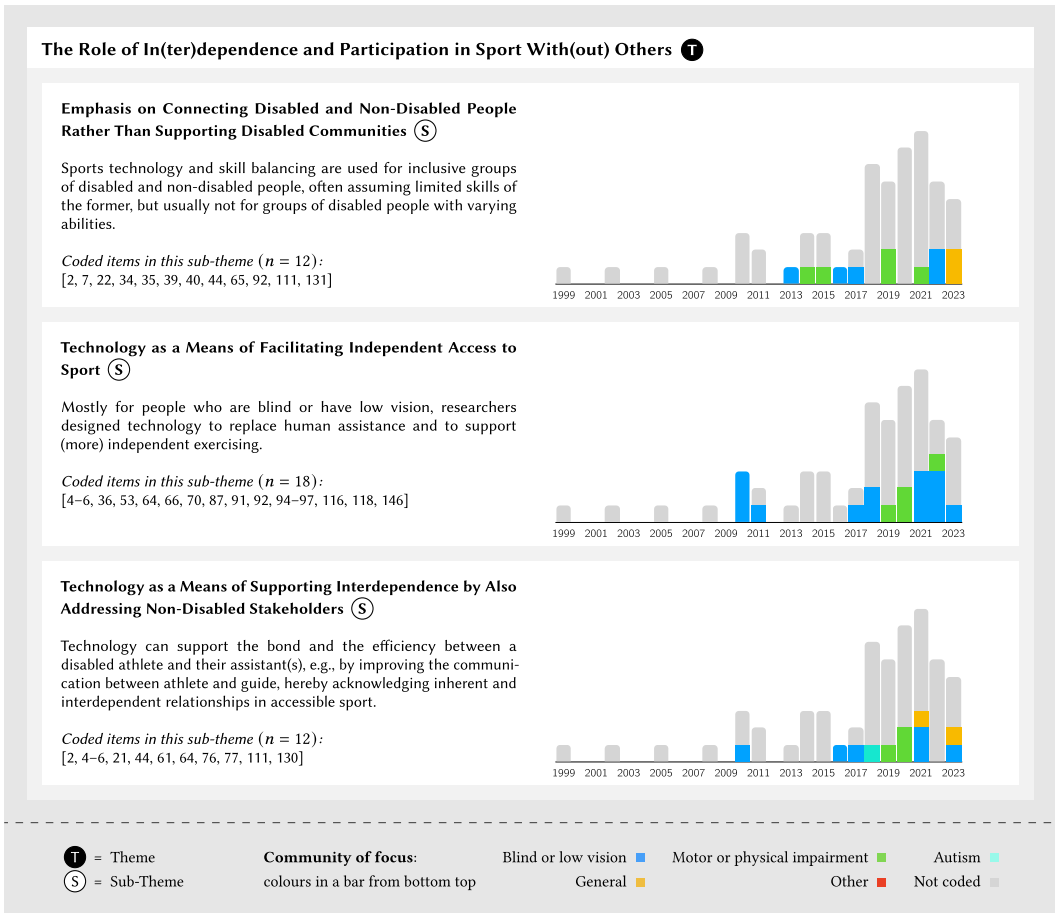 The Role of In(ter)dependence and Participation in Sport With(out) Others T
Emphasis on Connecting Disabled and Non-Disabled People
Rather Than Supporting Disabled Communities S
Sports technology and skill balancing are used for inclusive groups
of disabled and non-disabled people, often assuming limited skills of
the former, but usually not for groups of disabled people with varying
abilities.
Coded items in this sub-theme (n = 12):
[2, 7, 22, 34, 35, 39, 40, 44, 65, 92, 111, 131]
1999 2001 2003 2005 2007 2009 2011 2013 2015 2017 2019 2021 2023
Technology as a Means of Facilitating Independent Access to
Sport S
Mostly for people who are blind or have low vision, researchers
designed technology to replace human assistance and to support
(more) independent exercising.
Coded items in this sub-theme (n = 18):
[4–6, 36, 53, 64, 66, 70, 87, 91, 92, 94–97, 116, 118, 146]
1999 2001 2003 2005 2007 2009 2011 2013 2015 2017 2019 2021 2023
Technology as a Means of Supporting Interdependence by Also
Addressing Non-Disabled Stakeholders S
Technology can support the bond and the efficiency between a
disabled athlete and their assistant(s), e.g., by improving the communi-
cation between athlete and guide, hereby acknowledging inherent and
interdependent relationships in accessible sport.
Coded items in this sub-theme (n = 12):
[2, 4–6, 21, 44, 61, 64, 76, 77, 111, 130]
1999 2001 2003 2005 2007 2009 2011 2013 2015 2017 2019 2021 2023
T = Theme
S = Sub-Theme
Community of focus:
colours in a bar from bottom top
Blind or low vision
General
Motor or physical impairment
Other
Autism
Not coded